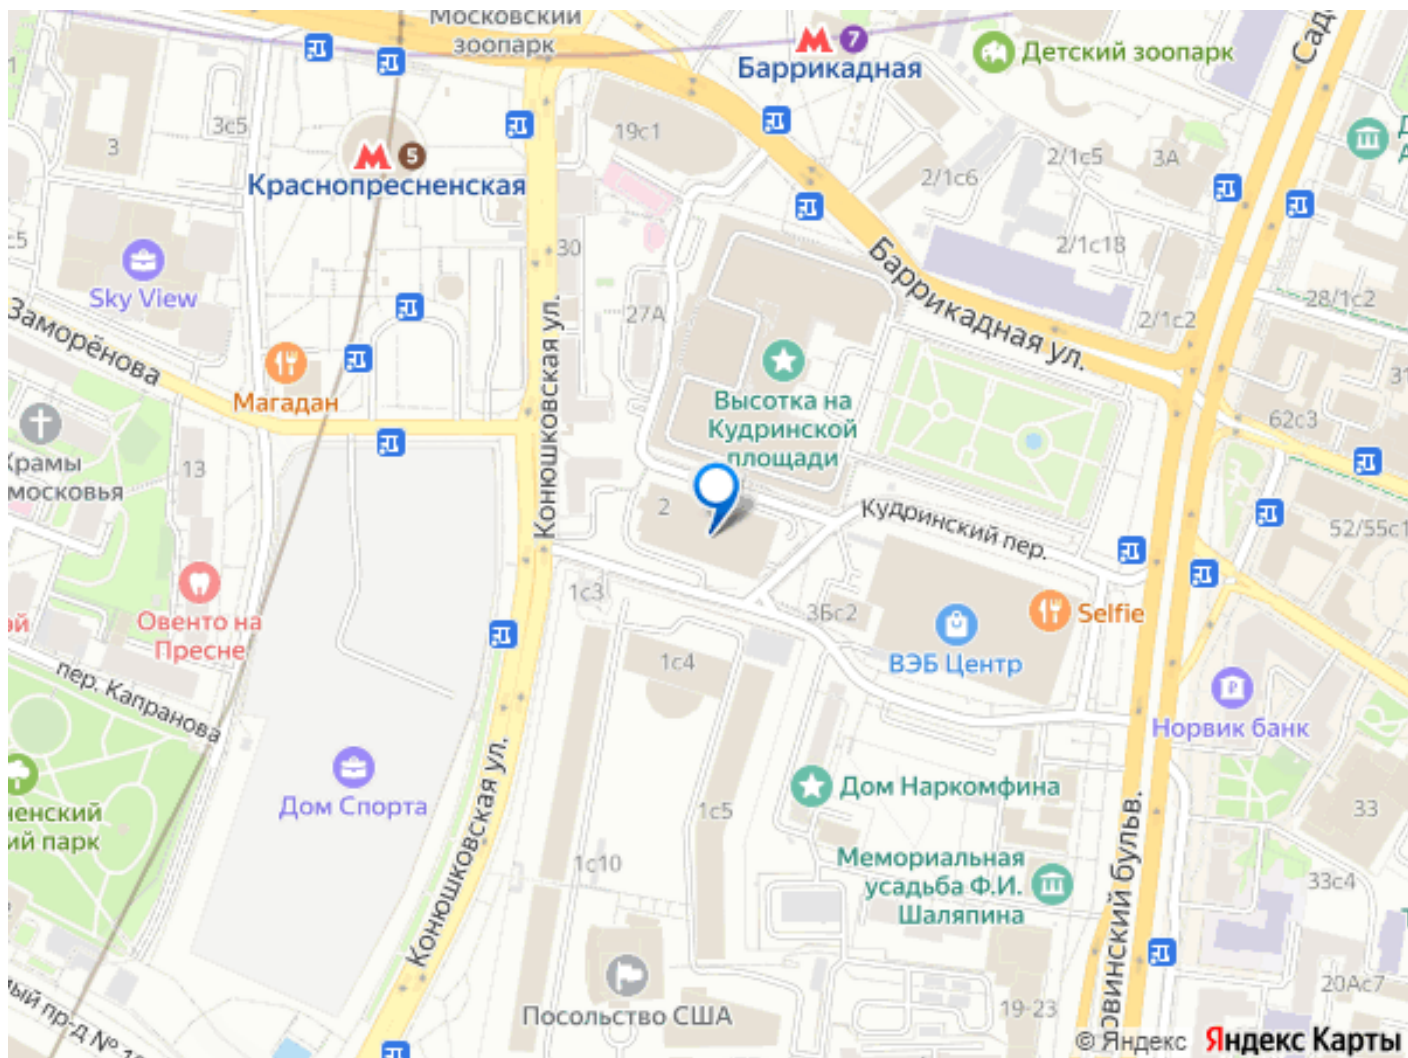 Московский
зоопарк
7
Баррикадная
Детский зоопарк
3с5
3
5
Краснопресненская
19с1
2/1с6
2/1с5
3А
2/1с18
30
27А
Sky View
Заморёнова
Магадан
Конюшковская ул.
Баррикадная ул.
28/1с2
2/1с2
31
62с3
Высотка на
Кудринской
площади
13
2
Кудринский пер.
52/55с1
1с3
3Бс2
Selfie
ВЭБ Центр
Овенто на
Пресне
пер. Капранова
1с4
Норвик банк
Дом Спорта
Конюшковская ул.
Дом Наркомфина
1с5
33
1с10
Мемориальная
усадьба Ф.И.
Шаляпина
33с4
Посольство США
19-23
20Ас7
© Яндекс Яндекс Карты